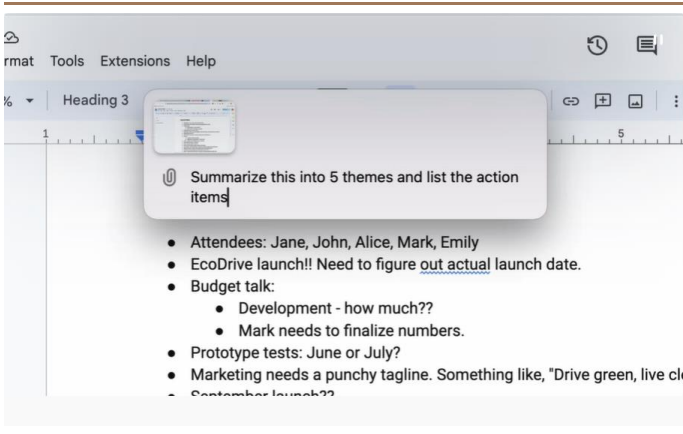 rmat Tools Extensions Help
% Heading 3
1 5
Summarize this into 5 themes and list the action
items
Attendees: Jane, John, Alice, Mark, Emily
EcoDrive launch!! Need to figure out actual launch date.
Budget talk:
Development - how much??
Mark needs to finalize numbers.
Prototype tests: June or July?
Marketing needs a punchy tagline. Something like, "Drive green, live cle
September launch??